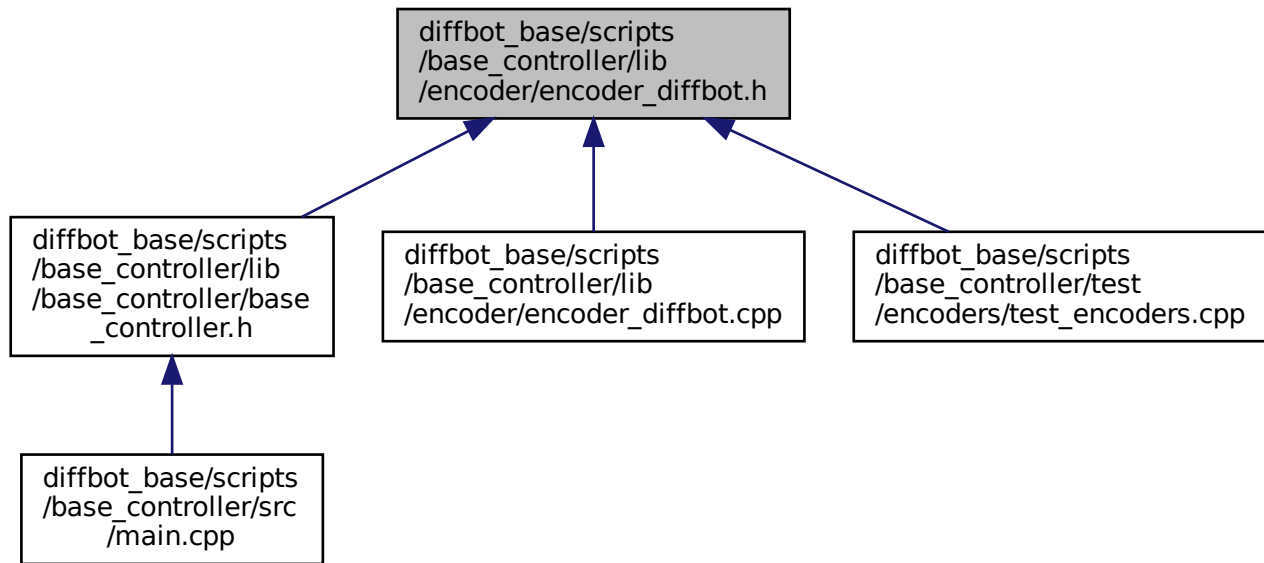 diffbot_base/scripts
/base_controller/lib
/encoder/encoder_diffbot.h
diffbot_base/scripts
/base_controller/lib
/base_controller/base
_controller.h
diffbot_base/scripts
/base_controller/lib
/encoder/encoder_diffbot.cpp
diffbot_base/scripts
/base_controller/test
/encoders/test_encoders.cpp
diffbot_base/scripts
/base_controller/src
/main.cpp